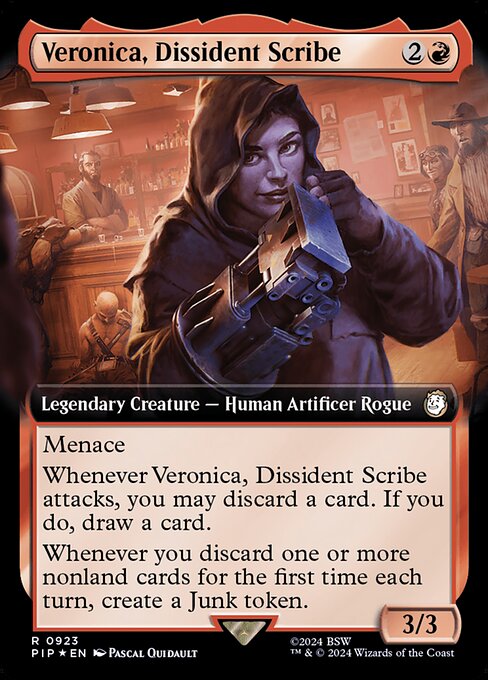 Veronica, Dissident Scribe 2
Legendary Creature — Human Artificer Rogue
Menace
Whenever Veronica, Dissident Scribe
attacks, you may discard a card. If you
do, draw a card.
Whenever you discard one or more
nonland cards for the first time each
turn, create a Junk token.
3/3
R 0923
PIP★EN Pascal Quidault
©2024 BSW
™ & © 2024 Wizards of the Coast